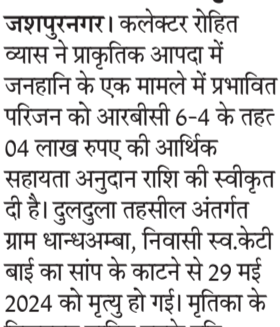 जशपुरनगर। कलेक्टर रोहित
व्यास ने प्राकृतिक आपदा में
जनहानि के एक मामले में प्रभावित
परिजन को आरबीसी 6-4 के तहत
04 लाख रुपए की आर्थिक
सहायता अनुदान राशि की स्वीकृत
दी है। दुलदुला तहसील अंतर्गत
ग्राम धान्धअम्बा, निवासी स्व.केटी
बाई का सांप के काटने से 29 मई
2024 को मृत्यु हो गई। मृतिका के